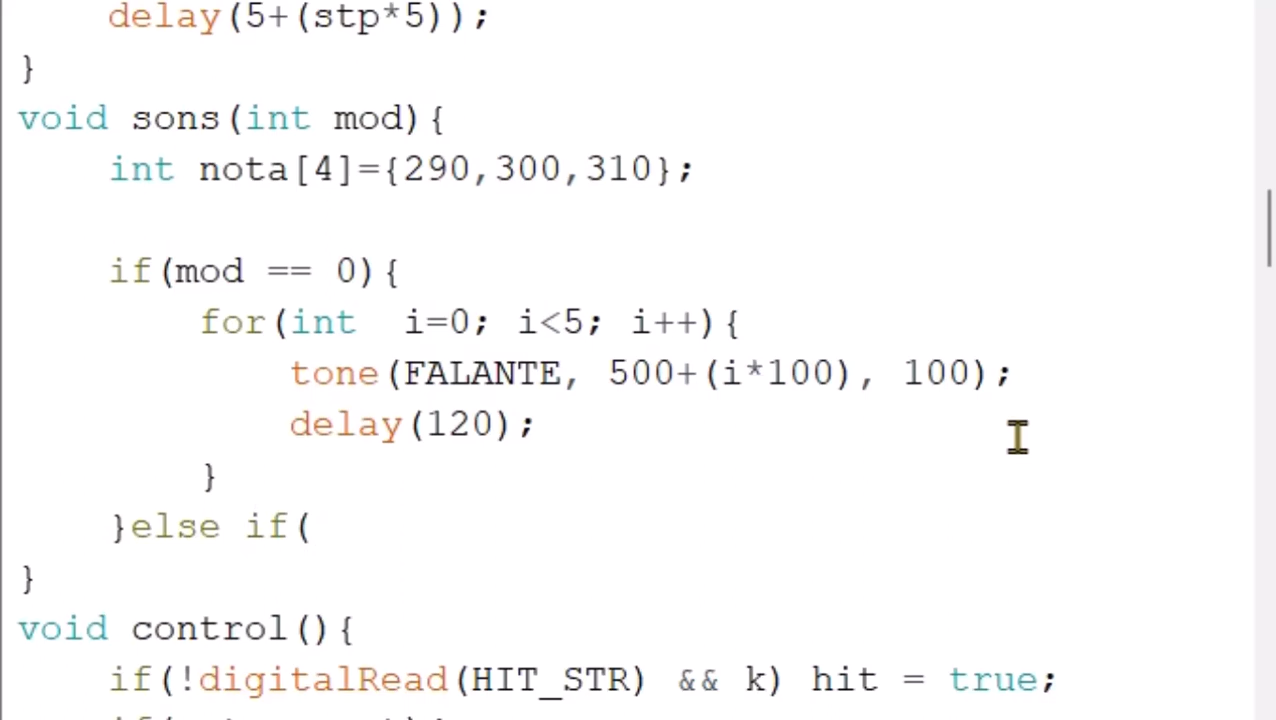 delay(5+(stp*5));
}
void sons(int mod){
int nota[4]={290,300,310};
if(mod == 0){
for(int  i=0; i<5; i++){
tone(FALANTE, 500+(i*100), 100);
delay(120);
}
}else if(
}
void control(){
if(!digitalRead(HIT_STR) && k) hit = true;